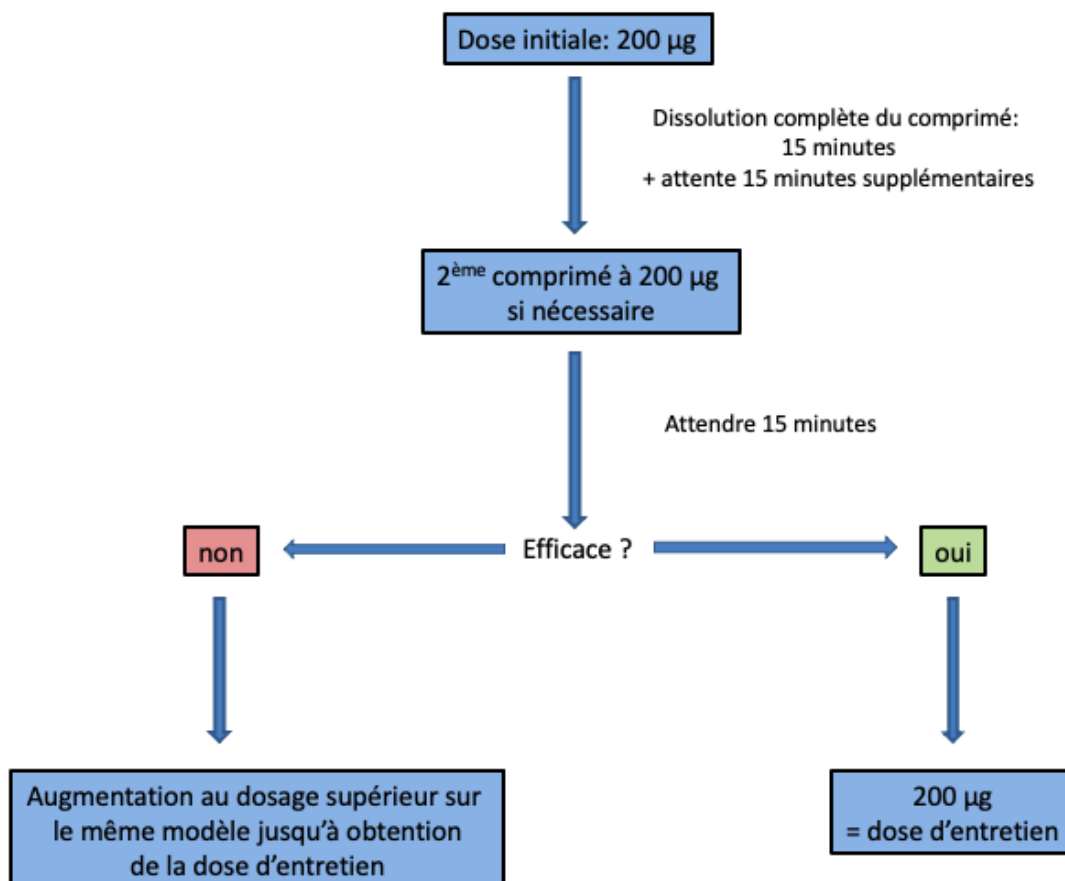 Dose initiale: 200 µg
Dissolution complète du comprimé:
15 minutes
+ attente 15 minutes supplémentaires
2ème comprimé à 200 µg
si nécessaire
Attendre 15 minutes
non
Efficace ?
oui
Augmentation au dosage supérieur sur
le même modèle jusqu’à obtention
de la dose d’entretien
200 µg
= dose d’entretien